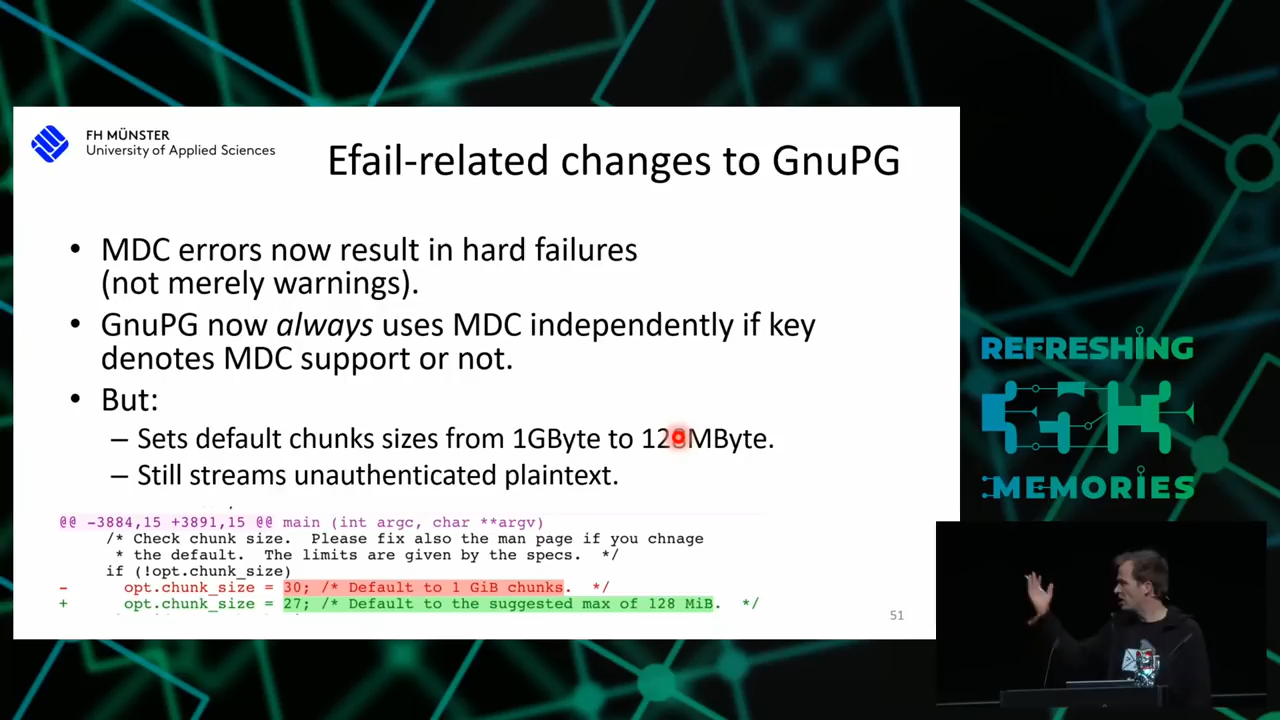 FH MÜNSTER
University of Applied Sciences
Efail-related changes to GnuPG
• MDC errors now result in hard failures
(not merely warnings).
• GnuPG now always uses MDC independently if key
denotes MDC support or not.
• But:
– Sets default chunks sizes from 1GByte to 128MByte.
– Still streams unauthenticated plaintext.
@@ -3884,15 +3891,15 @@ main (int argc, char **argv)
/* Check chunk size.  Please fix also the man page if you chnage
* the default.  The limits are given by the specs.  */
if (!opt.chunk_size)
-     opt.chunk_size = 30; /* Default to 1 GiB chunks.  */
+     opt.chunk_size = 27; /* Default to the suggested max of 128 MiB.  */
51
REFRESHING
MEMORIES